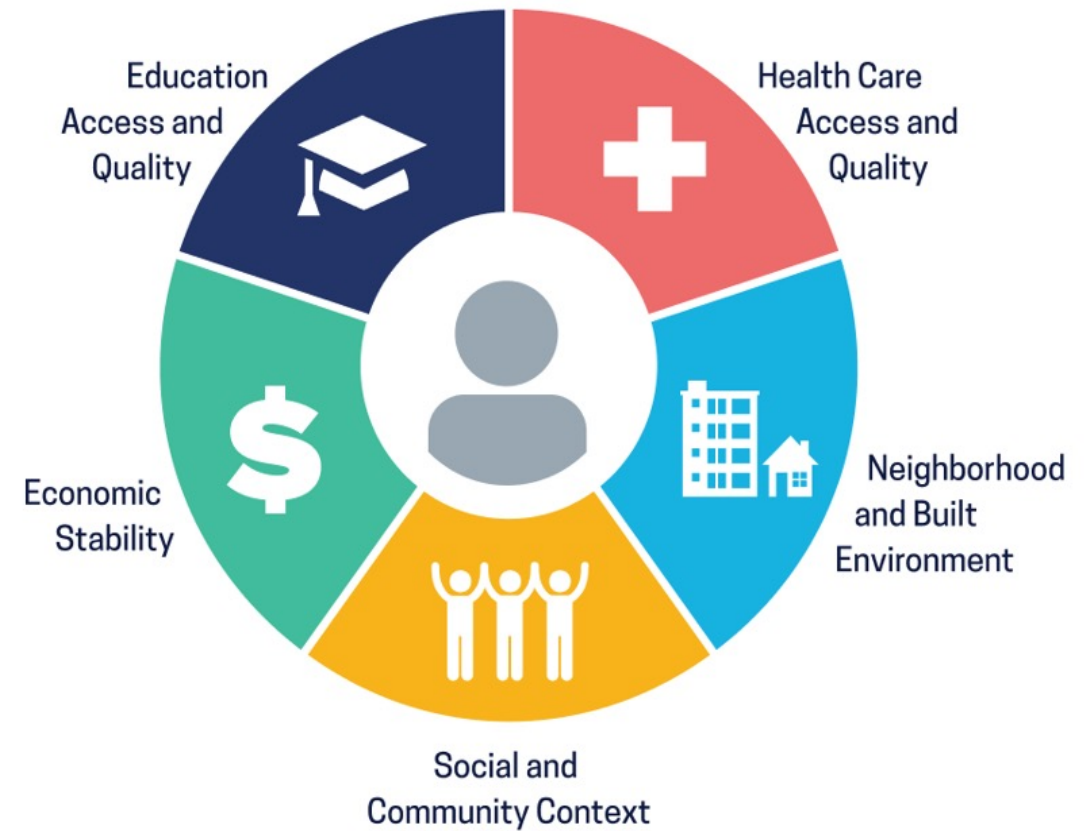 Education
Access and
Quality
Health Care
Access and
Quality
Economic
Stability
Neighborhood
and Built
Environment
Social and
Community Context